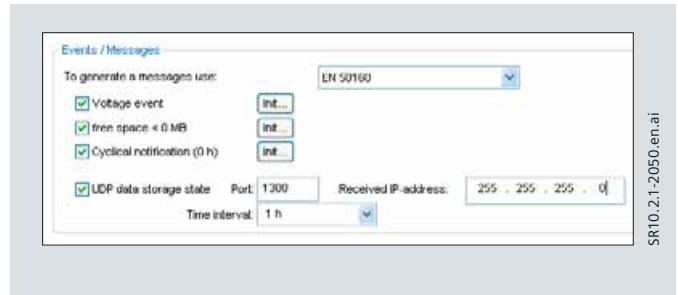 Events / Messages
To generate a messages use: EN 50160
Voltage event Init...
free space < 0 MB Init...
Cyclical notification (0 h) Init...
UDP data storage state Port: 1300 Received IP-address: 255 . 255 . 255 . 0
Time interval: 1 h
SR10.2.1-2050.en.ai